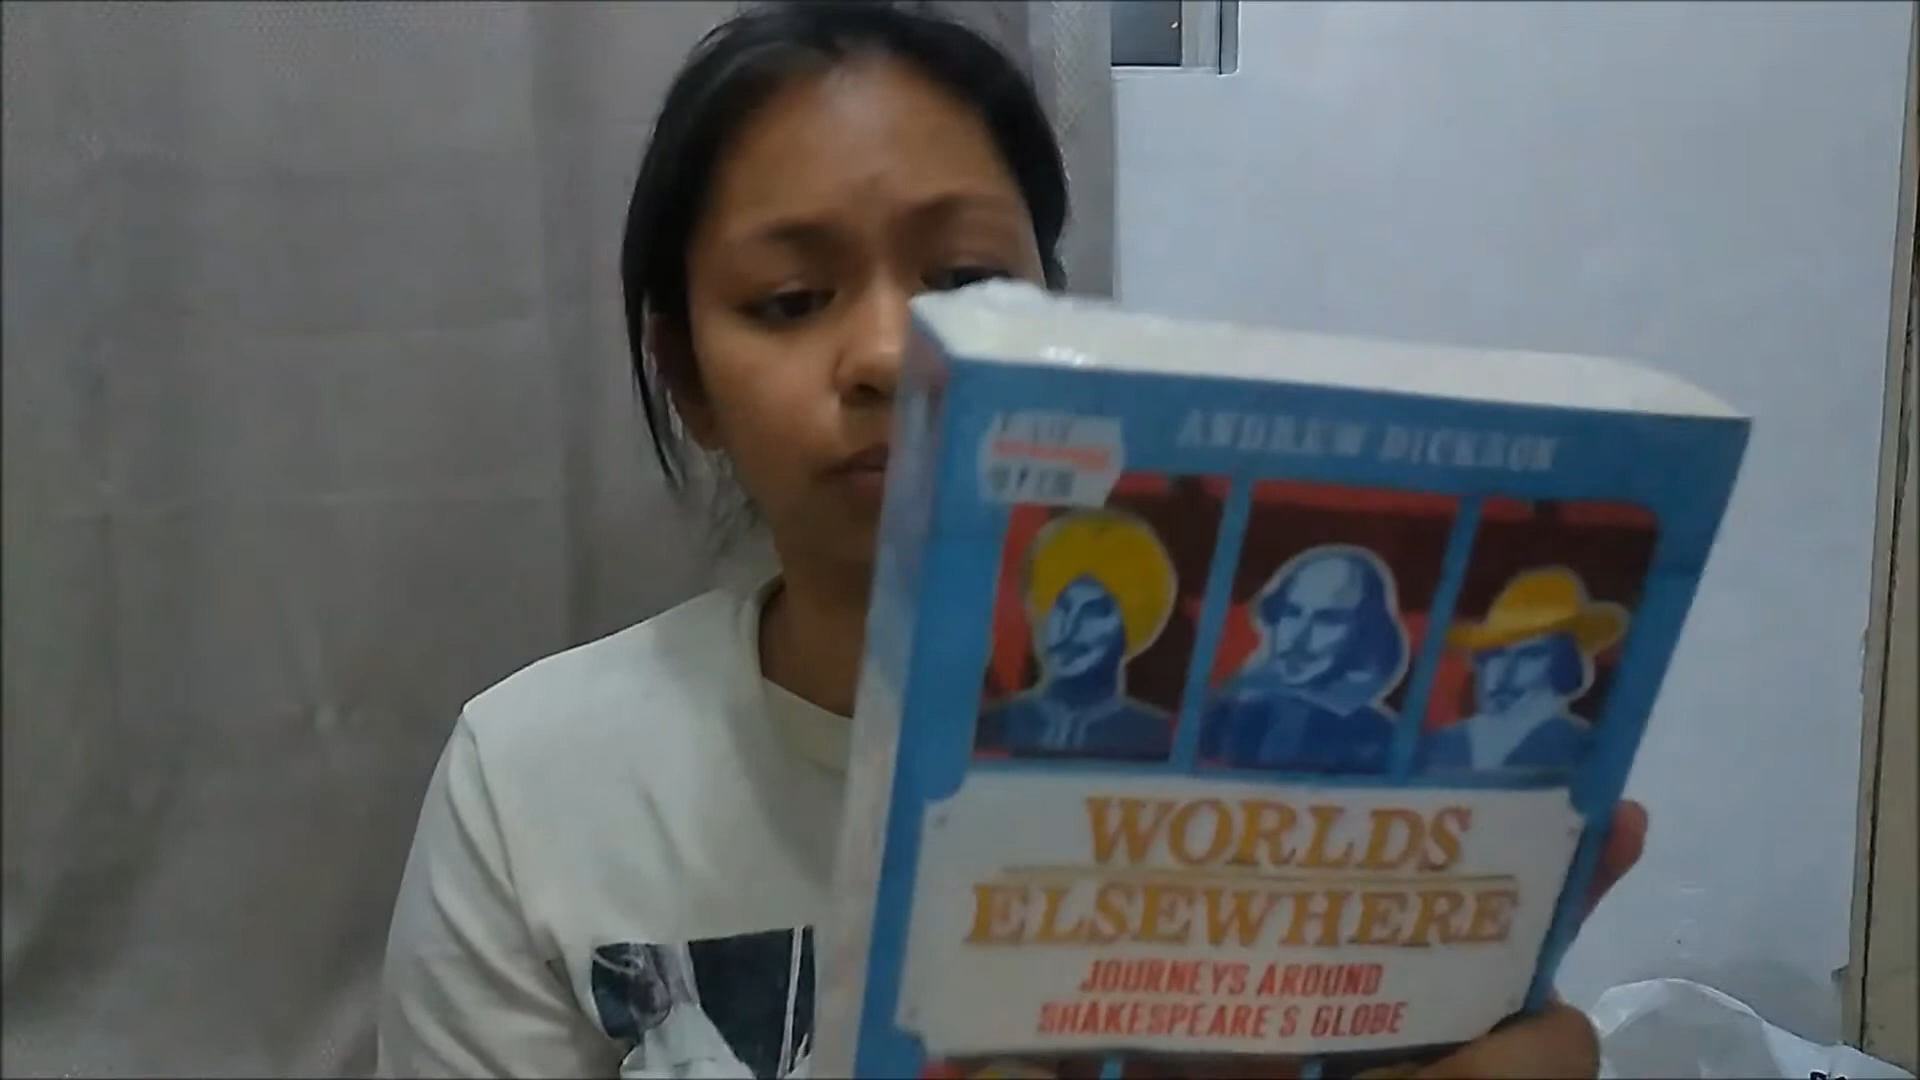 ANDREW DICKSON
WORLDS
ELSEWHERE
JOURNEYS AROUND
SHAKESPEARE'S GLOBE